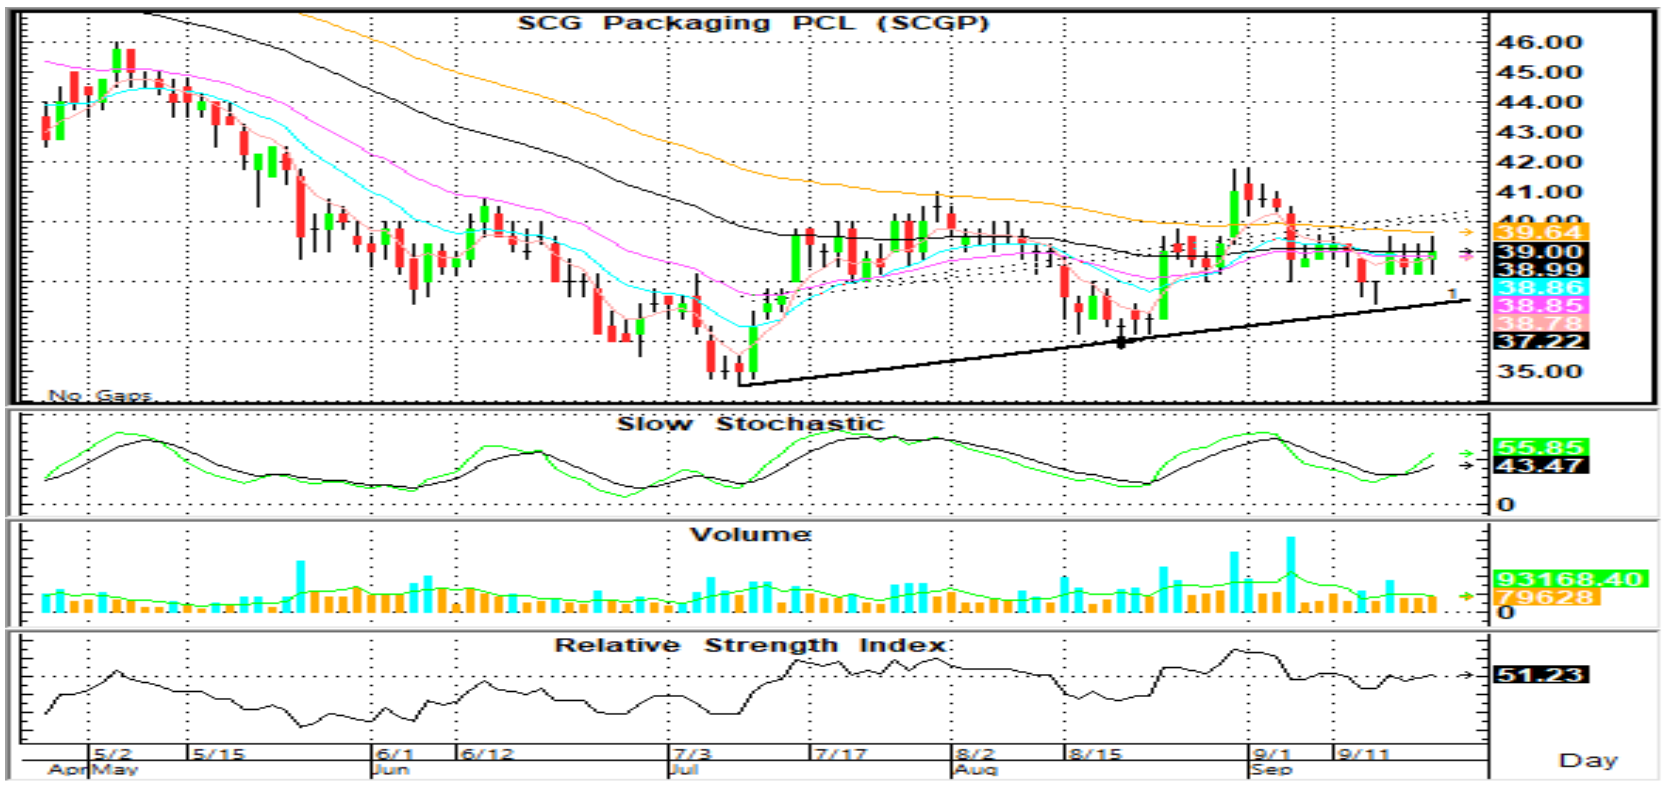 SCG Packaging PCL (SCGP)
46.00
45.00
44.00
43.00
42.00
41.00
40.00
39.64
39.00
38.99
38.86
38.85
38.78
37.22
35.00
1
No Gaps
Slow Stochastic
55.85
43.47
0
Volume
93168.40
79628
0
Relative Strength Index
51.23
5/2 5/15 6/1 6/12 7/3 7/17 8/2 8/15 9/1 9/11
Apr May Jun Jul Aug Sep
Day